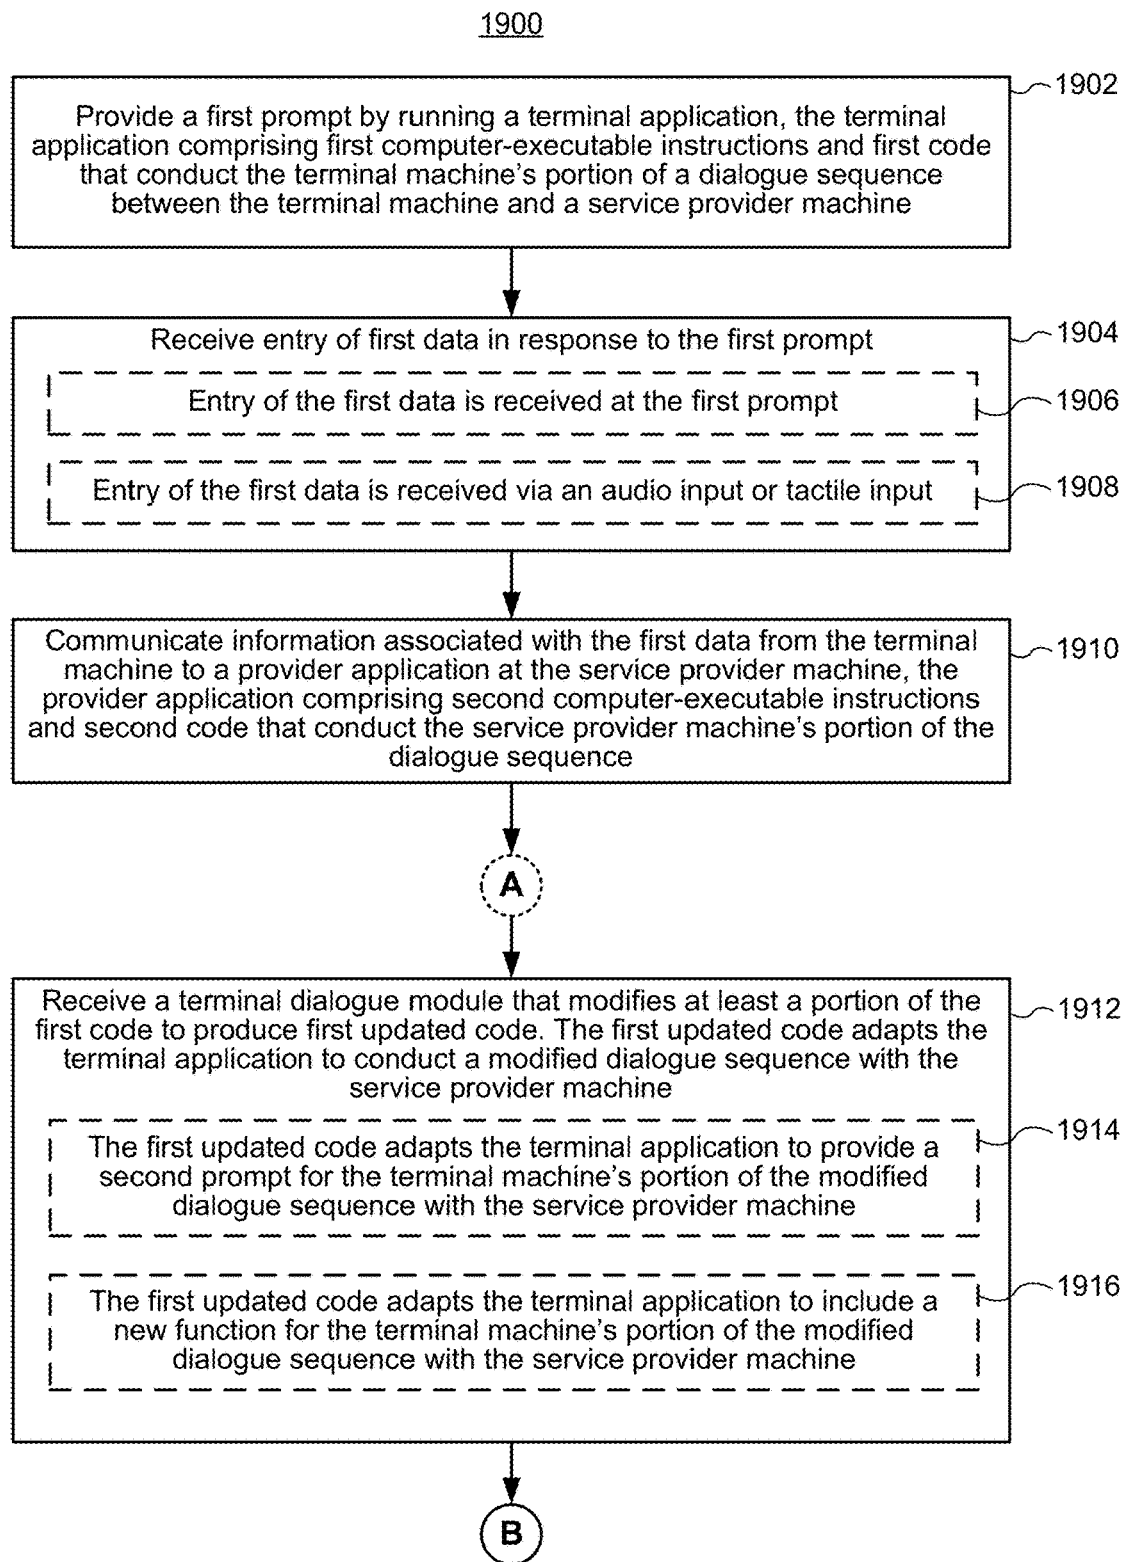 1900
1902
Provide a first prompt by running a terminal application, the terminal
application comprising first computer-executable instructions and first code
that conduct the terminal machine's portion of a dialogue sequence
between the terminal machine and a service provider machine
1904
Receive entry of first data in response to the first prompt
Entry of the first data is received at the first prompt
1906
Entry of the first data is received via an audio input or tactile input
1908
Communicate information associated with the first data from the terminal
machine to a provider application at the service provider machine, the
provider application comprising second computer-executable instructions
and second code that conduct the service provider machine's portion of the
dialogue sequence
1910
A
Receive a terminal dialogue module that modifies at least a portion of the
first code to produce first updated code. The first updated code adapts the
terminal application to conduct a modified dialogue sequence with the
service provider machine
1912
The first updated code adapts the terminal application to provide a
second prompt for the terminal machine's portion of the modified
dialogue sequence with the service provider machine
1914
The first updated code adapts the terminal application to include a
new function for the terminal machine's portion of the modified
dialogue sequence with the service provider machine
1916
B